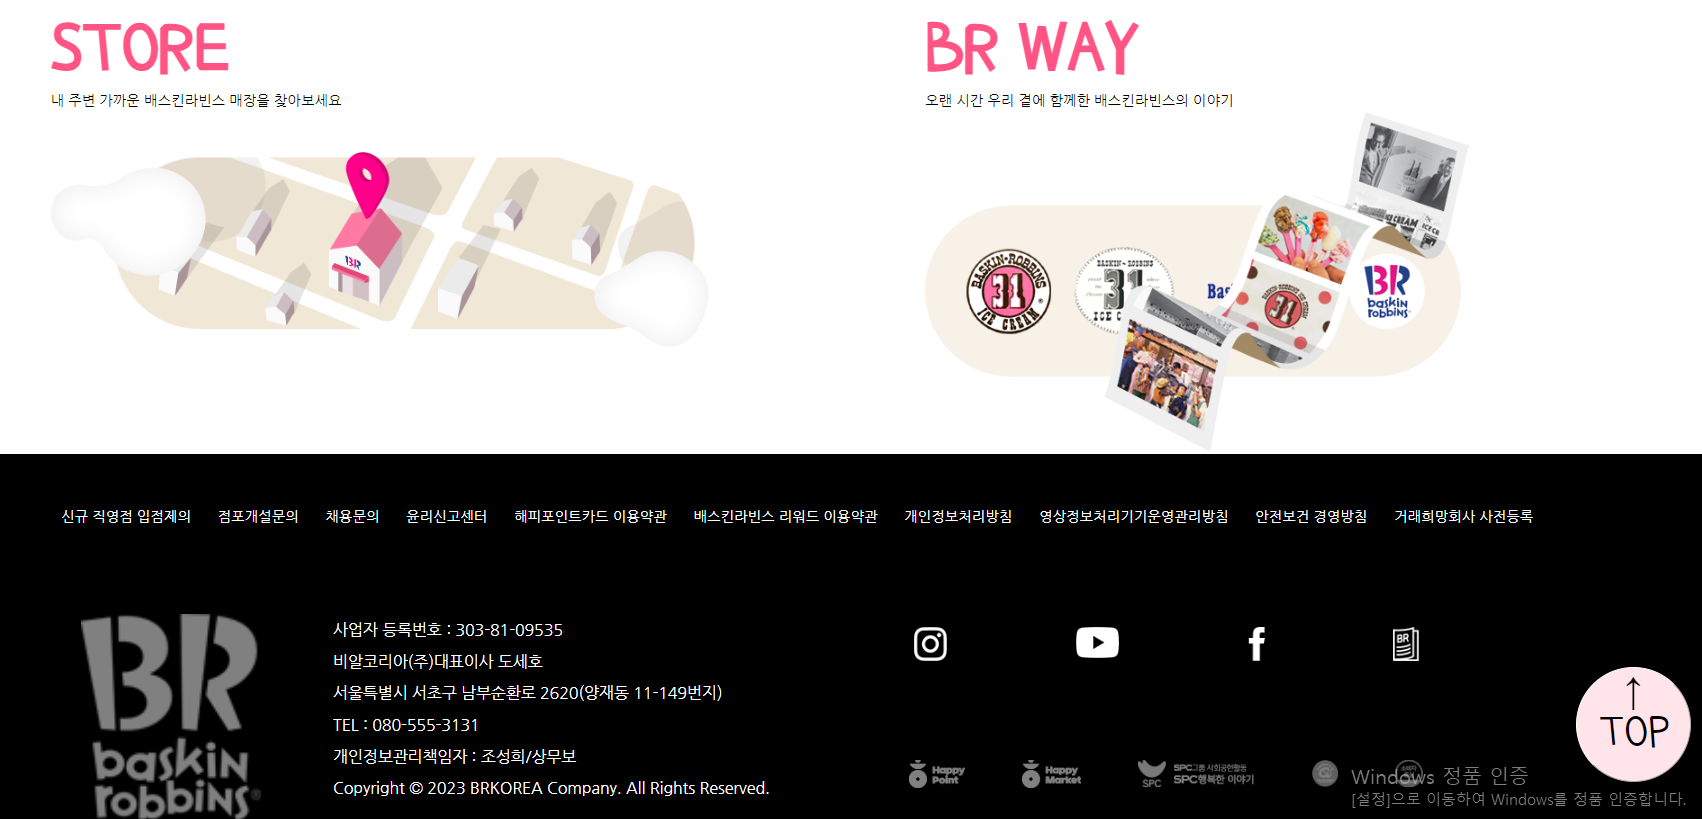 STORE
내 주변 가까운 배스킨라빈스 매장을 찾아보세요
BR
BR WAY
오랜 시간 우리 곁에 함께한 배스킨라빈스의 이야기
BASKIN-ROBBINS
31
ICE CREAM
BASKIN-ROBBINS
31
ICE C
Bas
BASKIN-ROBBINS ICE CREAM
31
ICE CREAM
ICE CR
BR
baskin
robbins
신규 직영점 입점제의 점포개설문의 채용문의 윤리신고센터 해피포인트카드 이용약관 배스킨라빈스 리워드 이용약관 개인정보처리방침 영상정보처리기기운영관리방침 안전보건 경영방침 거래희망회사 사전등록
BR
baskin
robbins®
사업자 등록번호 : 303-81-09535
비알코리아(주)대표이사 도세호
서울특별시 서초구 남부순환로 2620(양재동 11-149번지)
TEL : 080-555-3131
개인정보관리책임자 : 조성희/상무보
Copyright © 2023 BRKOREA Company. All Rights Reserved.
BR
Happy
Point
Happy
Market
SPC
SPC그룹 사회공헌활동
SPC행복한 이야기
소비자
↑
TOP
Windows 정품 인증
[설정]으로 이동하여 Windows를 정품 인증합니다.